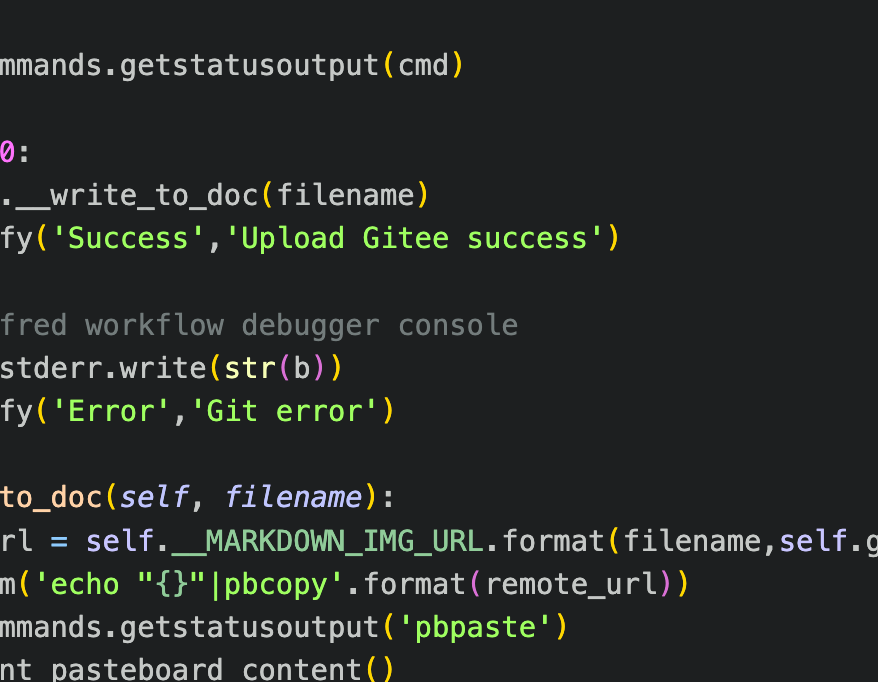 mmands.getstatusoutput(cmd)
0:
.__write_to_doc(filename)
fy('Success','Upload Gitee success')
fred workflow debugger console
stderr.write(str(b))
fy('Error','Git error')
to_doc(self, filename):
rl = self.__MARKDOWN_IMG_URL.format(filename,self.g
m('echo "{}"|pbcopy'.format(remote_url))
mmands.getstatusoutput('pbpaste')
nt pasteboard content()